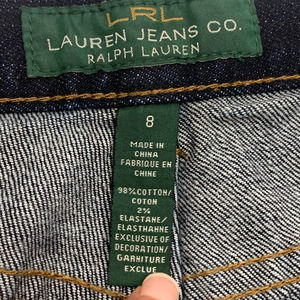 LRL
LAUREN JEANS CO.
RALPH LAUREN
8
MADE IN
CHINA
FABRIQUE EN
CHINE
98% COTTON/
COTON
2%
ELASTANE/
ELASTHANNE
EXCLUSIVE OF
DECORATION/
GARNITURE
EXCLUE